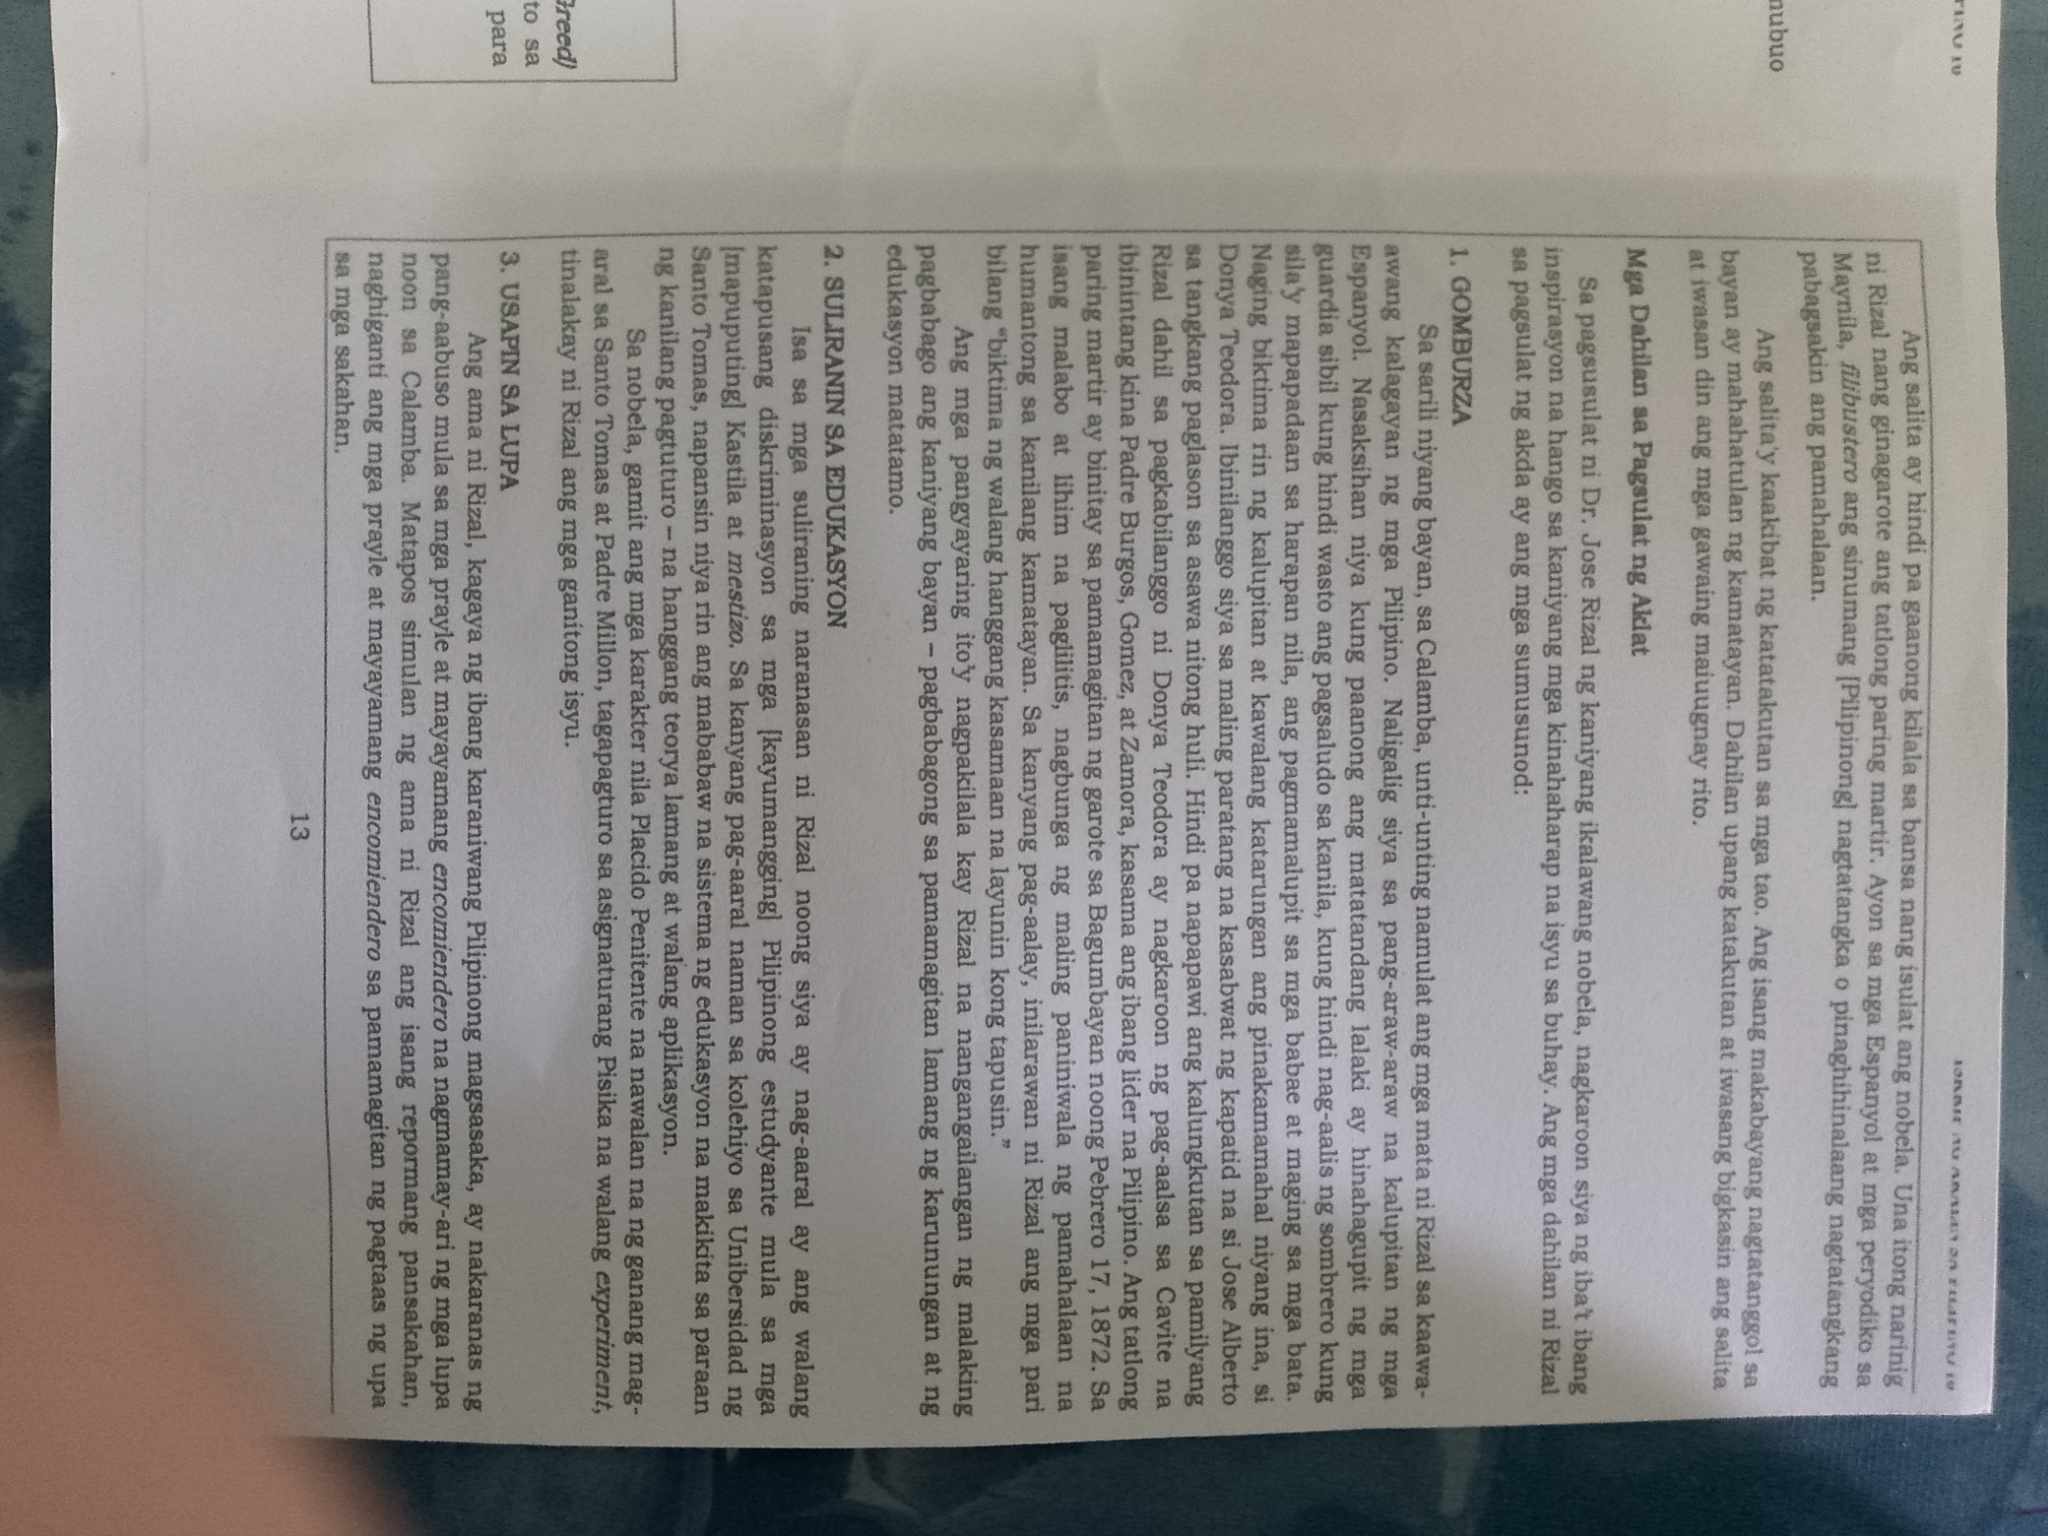 mubuo
Greed)
to sa
para
Ang salita ay hindi pa gaanong kilala sa bansa nang isulat ang nobela. Una itong narinig
ni Rizal nang ginagarote ang tatlong paring martir. Ayon sa mga Espanyol at mga peryodiko sa
Maynila, filibustero ang sinumang [Pilipinong] nagtatangka o pinaghihinalaang nagtatangkang
pabagsakin ang pamahalaan.
Ang salita'y kaakibat ng katatakutan sa mga tao. Ang isang makabayang nagtatanggol sa
bayan ay mahahatulan ng kamatayan. Dahilan upang katakutan at iwasang bigkasin ang salita
at iwasan din ang mga gawaing maiuugnay rito.
Mga Dahilan sa Pagsulat ng Aklat
Sa pagsusulat ni Dr. Jose Rizal ng kaniyang ikalawang nobela, nagkaroon siya ng iba't ibang
inspirasyon na hango sa kaniyang mga kinahaharap na isyu sa buhay. Ang mga dahilan ni Rizal
sa pagsulat ng akda ay ang mga sumusunod:
1. GOMBURZA
Sa sarili niyang bayan, sa Calamba, unti-unting namulat ang mga mata ni Rizal sa kaawa-
awang kalagayan ng mga Pilipino. Naligalig siya sa pang-araw-araw na kalupitan ng mga
Espanyol. Nasaksihan niya kung paanong ang matatandang lalaki ay hinahagupit ng mga
guardia sibil kung hindi wasto ang pagsaludo sa kanila, kung hindi nag-aalis ng sombrero kung
sila'y mapapadaan sa harapan nila, ang pagmamalupit sa mga babae at maging sa mga bata.
Naging biktima rin ng kalupitan at kawalang katarungan ang pinakamamahal niyang ina, si
Donya Teodora. Ibinilanggo siya sa maling paratang na kasabwat ng kapatid na si Jose Alberto
sa tangkang paglason sa asawa nitong huli. Hindi pa napapawi ang kalungkutan sa pamilyang
Rizal dahil sa pagkabilanggo ni Donya Teodora ay nagkaroon ng pag-aalsa sa Cavite na
ibinintang kina Padre Burgos, Gomez, at Zamora, kasama ang ibang lider na Pilipino. Ang tatlong
paring martir ay binitay sa pamamagitan ng garote sa Bagumbayan noong Pebrero 17, 1872. Sa
isang malabo at lihim na paglilitis, nagbunga ng maling paniniwala ng pamahalaan na
humantong sa kanilang kamatayan. Sa kanyang pag-aalay, inilarawan ni Rizal ang mga pari
bilang “biktima ng walang hanggang kasamaan na layunin kong tapusin.”
Ang mga pangyayaring ito'y nagpakilala kay Rizal na nangangailangan ng malaking
pagbabago ang kaniyang bayan – pagbabagong sa pamamagitan lamang ng karunungan at ng
edukasyon matatamo.
2. SULIRANIN SA EDUKASYON
Isa sa mga suliraning naranasan ni Rizal noong siya ay nag-aaral ay ang walang
katapusang diskriminasyon sa mga [kayumangging] Pilipinong estudyante mula sa mga
[mapuputing] Kastila at mestizo. Sa kanyang pag-aaral naman sa kolehiyo sa Unibersidad ng
Santo Tomas, napansin niya rin ang mababaw na sistema ng edukasyon na makikita sa paraan
ng kanilang pagtuturo – na hanggang teorya lamang at walang aplikasyon.
Sa nobela, gamit ang mga karakter nila Placido Penitente na nawalan na ng ganang mag-
aral sa Santo Tomas at Padre Millon, tagapagturo sa asignaturang Pisika na walang experiment,
tinalakay ni Rizal ang mga ganitong isyu.
3. USAPIN SA LUPA
Ang ama ni Rizal, kagaya ng ibang karaniwang Pilipinong magsasaka, ay nakaranas ng
pang-aabuso mula sa mga prayle at mayayamang encomiendero na nagmamay-ari ng mga lupa
noon sa Calamba. Matapos simulan ng ama ni Rizal ang isang repormang pansakahan,
naghiganti ang mga prayle at mayayamang encomiendero sa pamamagitan ng pagtaas ng upa
sa mga sakahan.
13